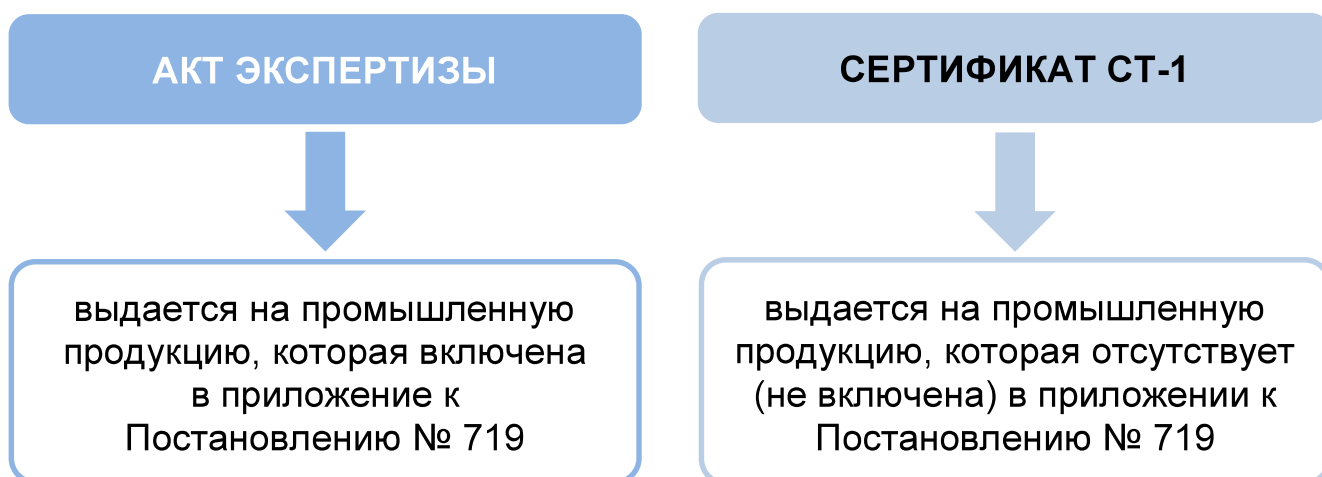 АКТ ЭКСПЕРТИЗЫ
выдается на промышленную
продукцию, которая включена
в приложение к
Постановлению № 719
СЕРТИФИКАТ СТ-1
выдается на промышленную
продукцию, которая отсутствует
(не включена) в приложении к
Постановлению № 719